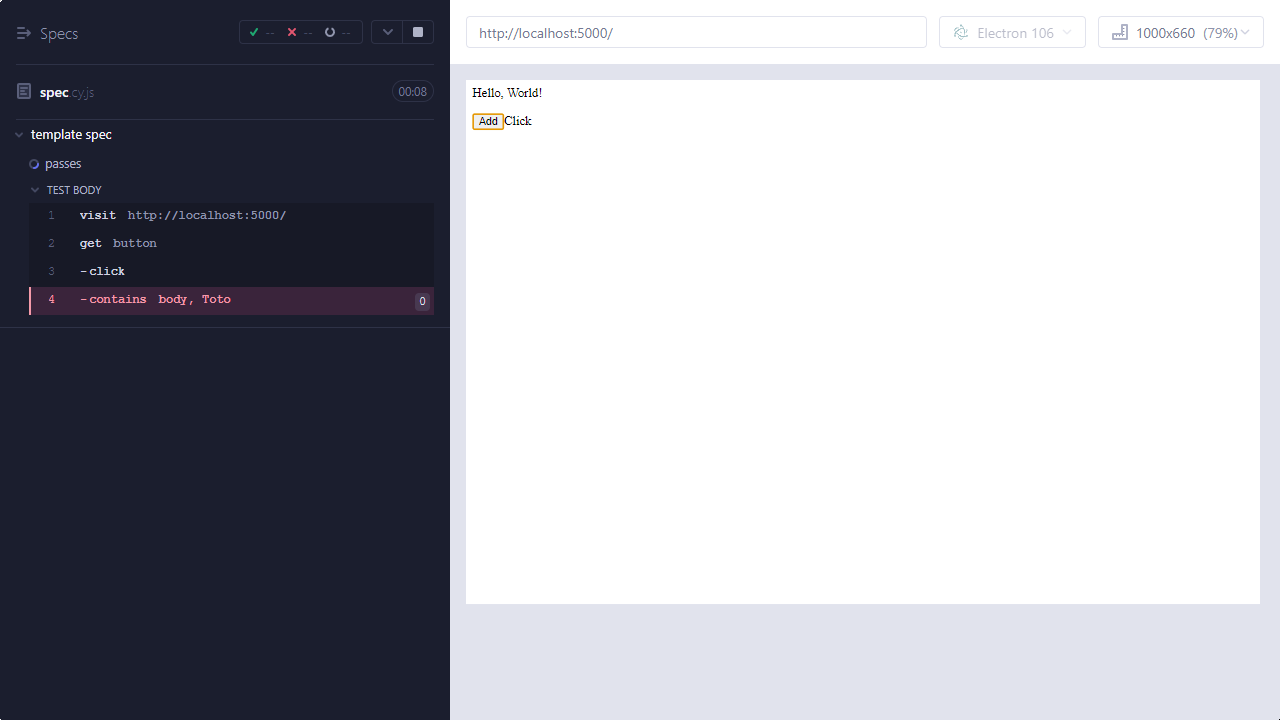 Specs -- -- --
spec.cy.js 00:08
template spec
passes
TEST BODY
1 visit http://localhost:5000/
2 get button
3 -click
4 -contains body, Toto 0
http://localhost:5000/ Electron 106 1000x660 (79%)
Hello, World!
Add Click